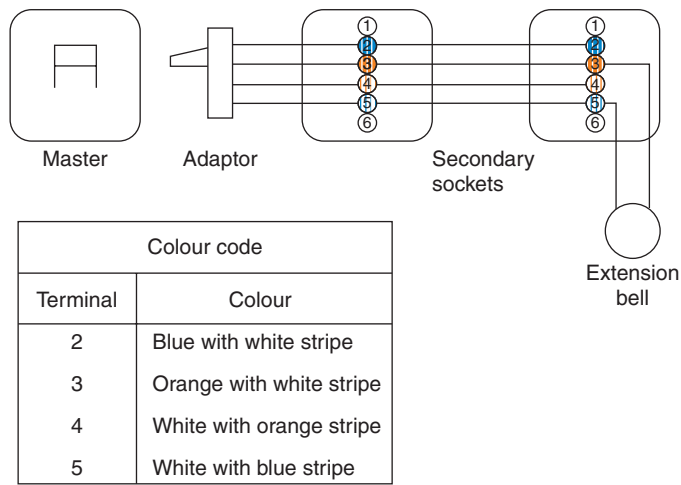 1
2
3
4
5
6
1
2
3
4
5
6
Master
Adaptor
Secondary
sockets
Extension
bell
Colour code
Terminal Colour
2 Blue with white stripe
3 Orange with white stripe
4 White with orange stripe
5 White with blue stripe